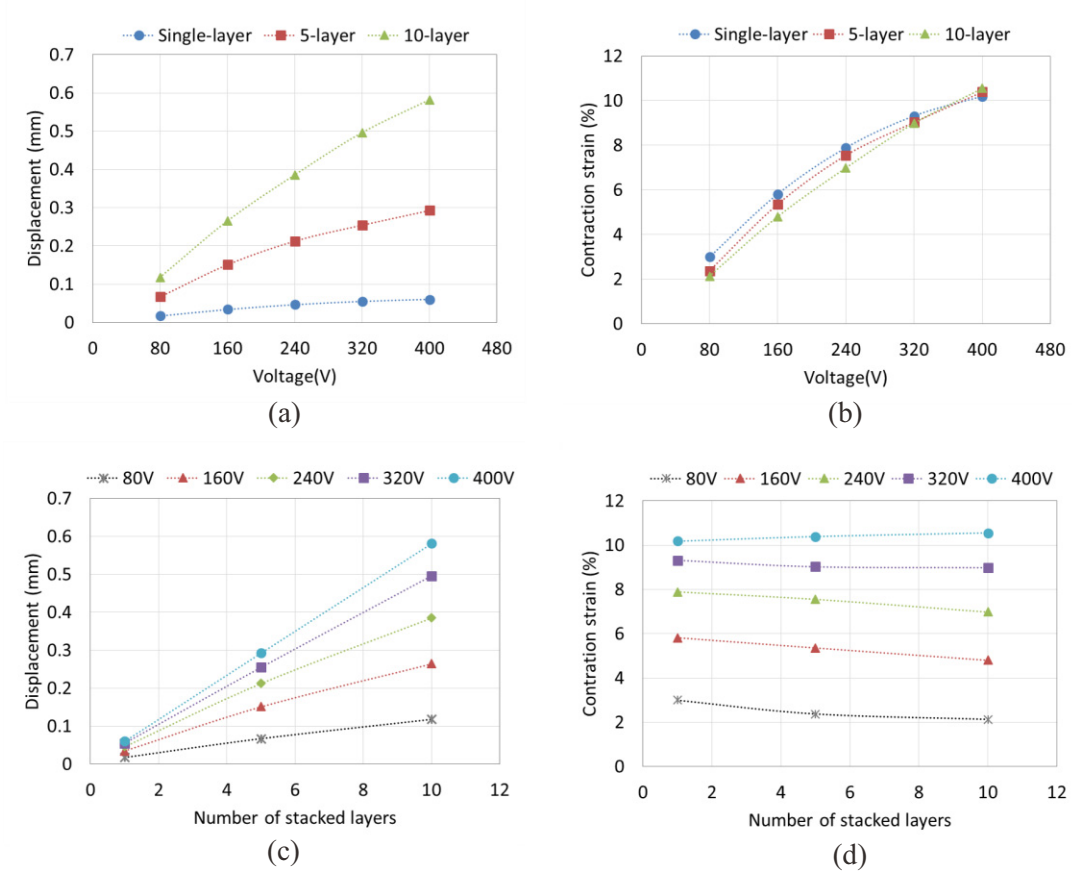 Single-layer 5-layer 10-layer
0.7
0.6
0.5
0.4
0.3
0.2
0.1
0
Displacement (mm)
0 80 160 240 320 400 480
Voltage(V)
(a)
Single-layer 5-layer 10-layer
12
10
8
6
4
2
0
Contraction strain (%)
0 80 160 240 320 400 480
Voltage(V)
(b)
80V 160V 240V 320V 400V
0.7
0.6
0.5
0.4
0.3
0.2
0.1
0
Displacement (mm)
0 2 4 6 8 10 12
Number of stacked layers
(c)
80V 160V 240V 320V 400V
12
10
8
6
4
2
0
Contration strain (%)
0 2 4 6 8 10 12
Number of stacked layers
(d)